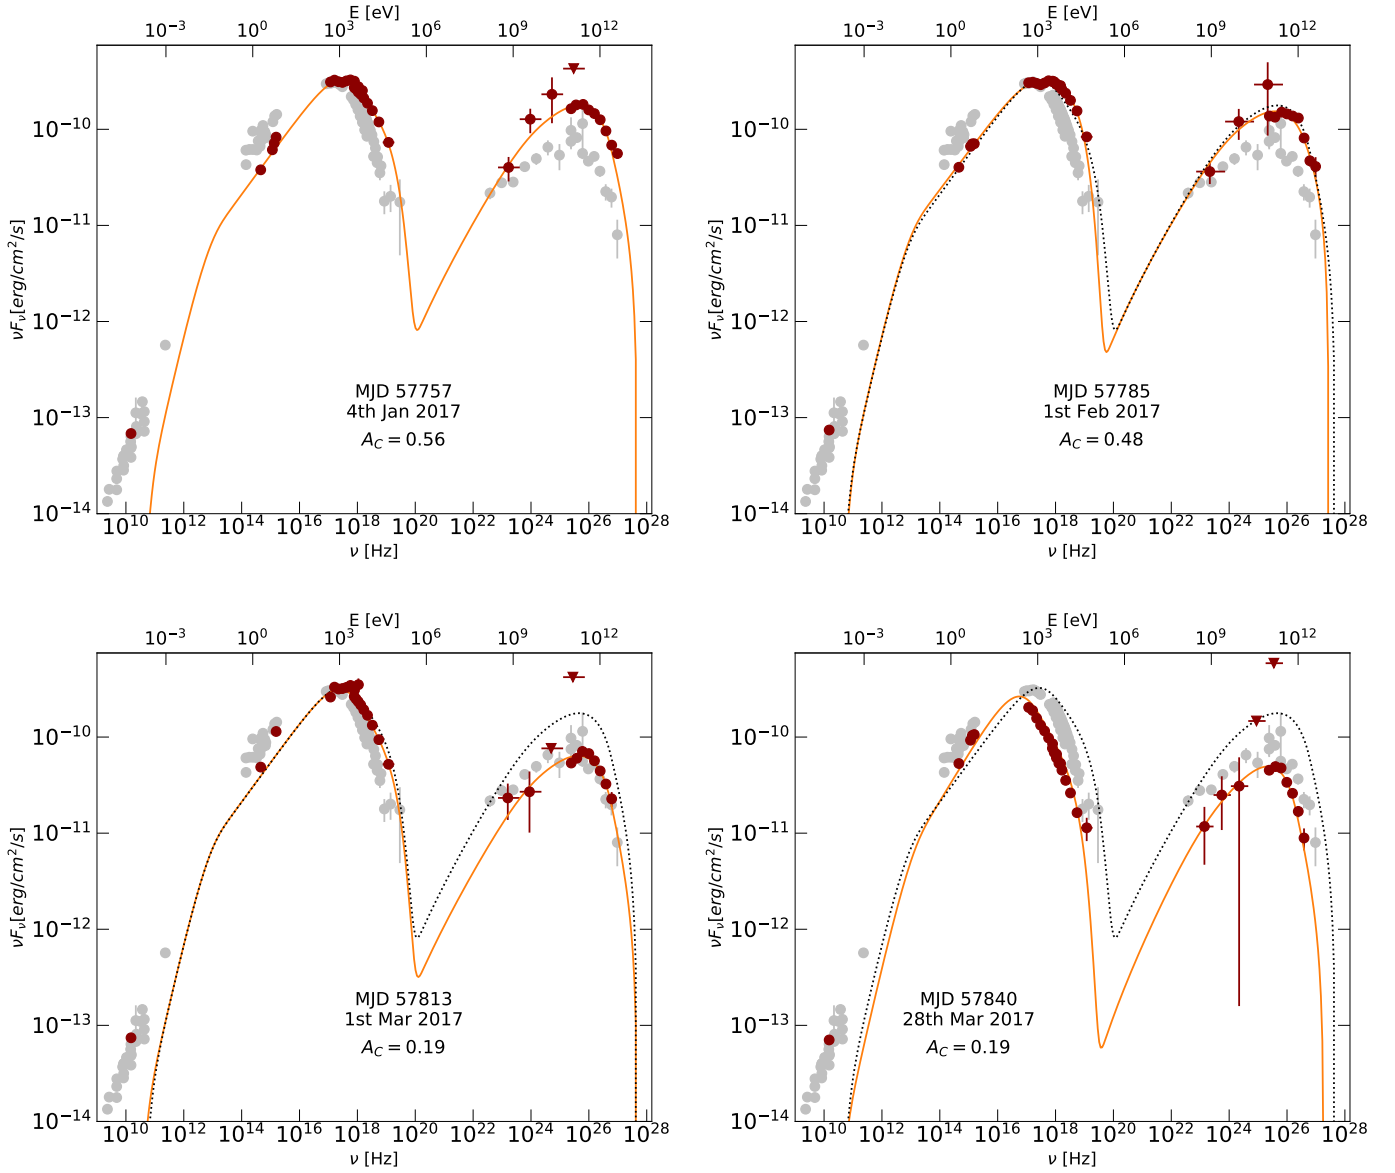 E [eV]
10⁻³ 10⁰ 10³ 10⁶ 10⁹ 10¹²
νFν[erg/cm²/s]
10⁻¹⁰
10⁻¹¹
10⁻¹²
10⁻¹³
10⁻¹⁴
MJD 57757
4th Jan 2017
A_C = 0.56
10¹⁰ 10¹² 10¹⁴ 10¹⁶ 10¹⁸ 10²⁰ 10²² 10²⁴ 10²⁶ 10²⁸
ν [Hz]
E [eV]
10⁻³ 10⁰ 10³ 10⁶ 10⁹ 10¹²
νFν[erg/cm²/s]
10⁻¹⁰
10⁻¹¹
10⁻¹²
10⁻¹³
10⁻¹⁴
MJD 57785
1st Feb 2017
A_C = 0.48
10¹⁰ 10¹² 10¹⁴ 10¹⁶ 10¹⁸ 10²⁰ 10²² 10²⁴ 10²⁶ 10²⁸
ν [Hz]
E [eV]
10⁻³ 10⁰ 10³ 10⁶ 10⁹ 10¹²
νFν[erg/cm²/s]
10⁻¹⁰
10⁻¹¹
10⁻¹²
10⁻¹³
10⁻¹⁴
MJD 57813
1st Mar 2017
A_C = 0.19
10¹⁰ 10¹² 10¹⁴ 10¹⁶ 10¹⁸ 10²⁰ 10²² 10²⁴ 10²⁶ 10²⁸
ν [Hz]
E [eV]
10⁻³ 10⁰ 10³ 10⁶ 10⁹ 10¹²
νFν[erg/cm²/s]
10⁻¹⁰
10⁻¹¹
10⁻¹²
10⁻¹³
10⁻¹⁴
MJD 57840
28th Mar 2017
A_C = 0.19
10¹⁰ 10¹² 10¹⁴ 10¹⁶ 10¹⁸ 10²⁰ 10²² 10²⁴ 10²⁶ 10²⁸
ν [Hz]